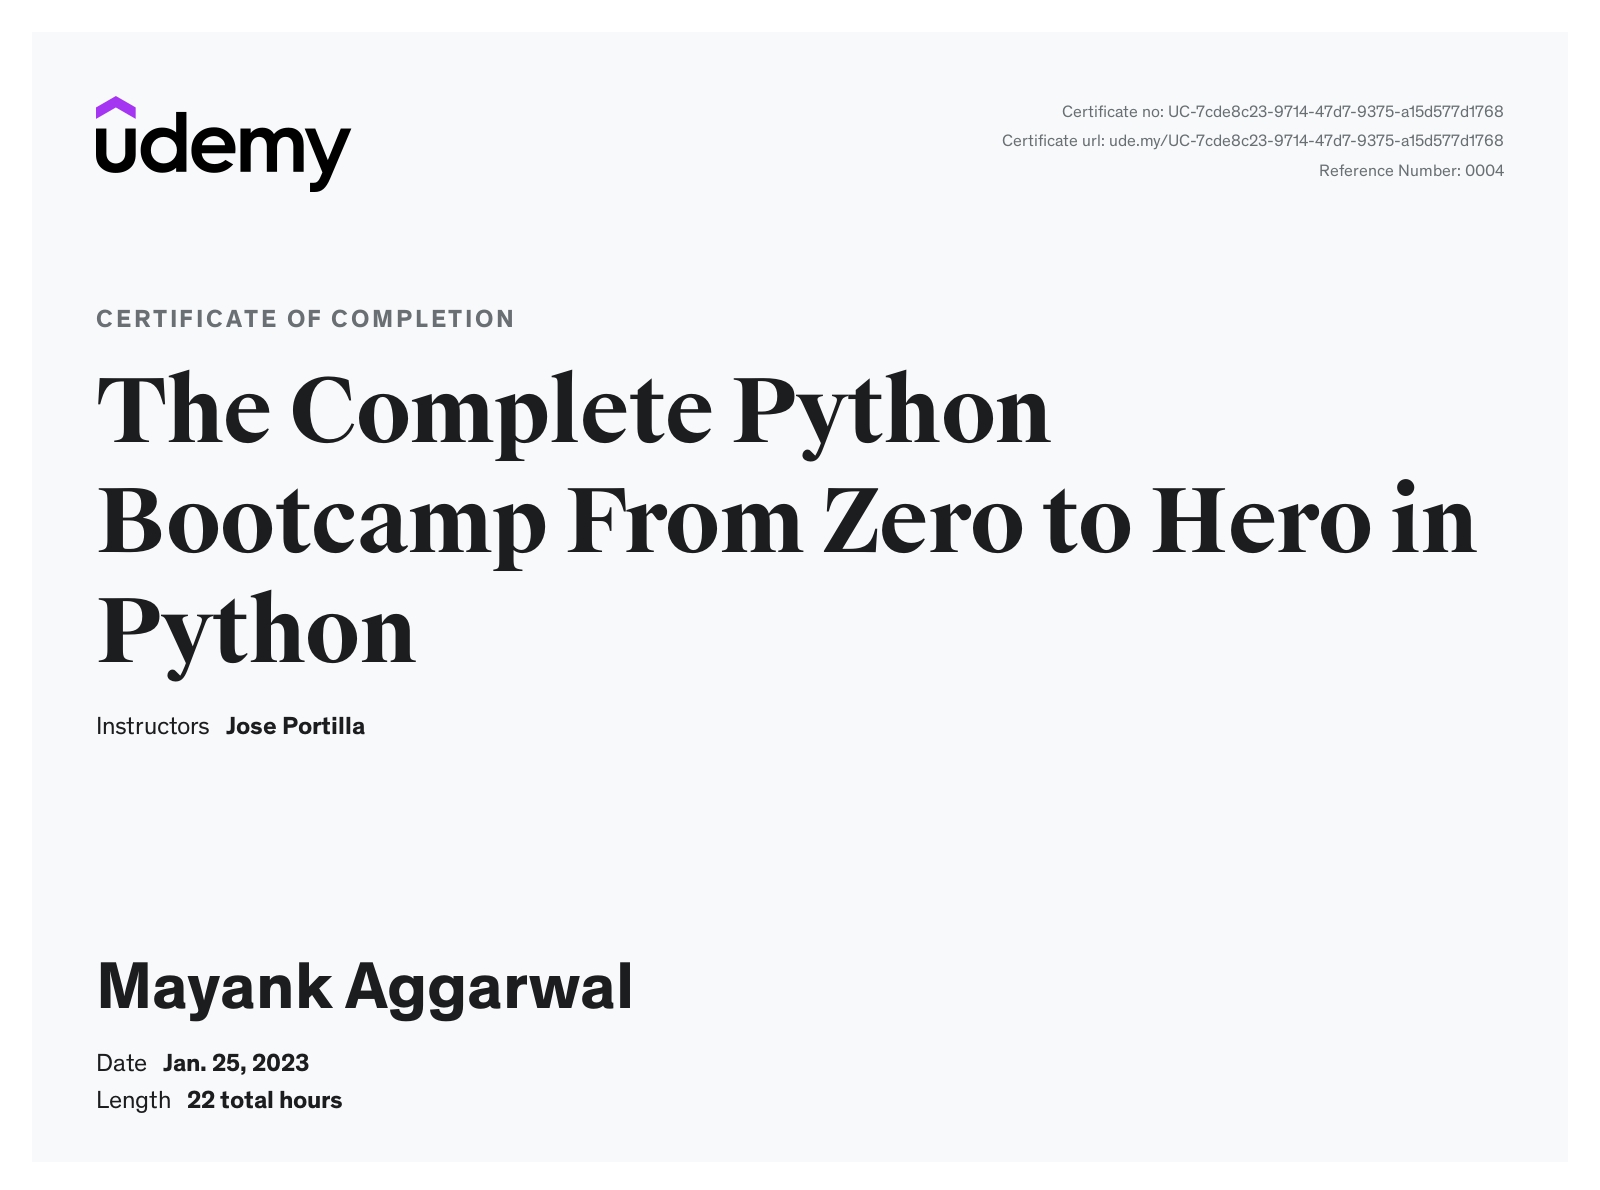 udemy
Certificate no: UC-7cde8c23-9714-47d7-9375-a15d577d1768
Certificate url: ude.my/UC-7cde8c23-9714-47d7-9375-a15d577d1768
Reference Number: 0004
CERTIFICATE OF COMPLETION
The Complete Python
Bootcamp From Zero to Hero in
Python
Instructors Jose Portilla
Mayank Aggarwal
Date Jan. 25, 2023
Length 22 total hours